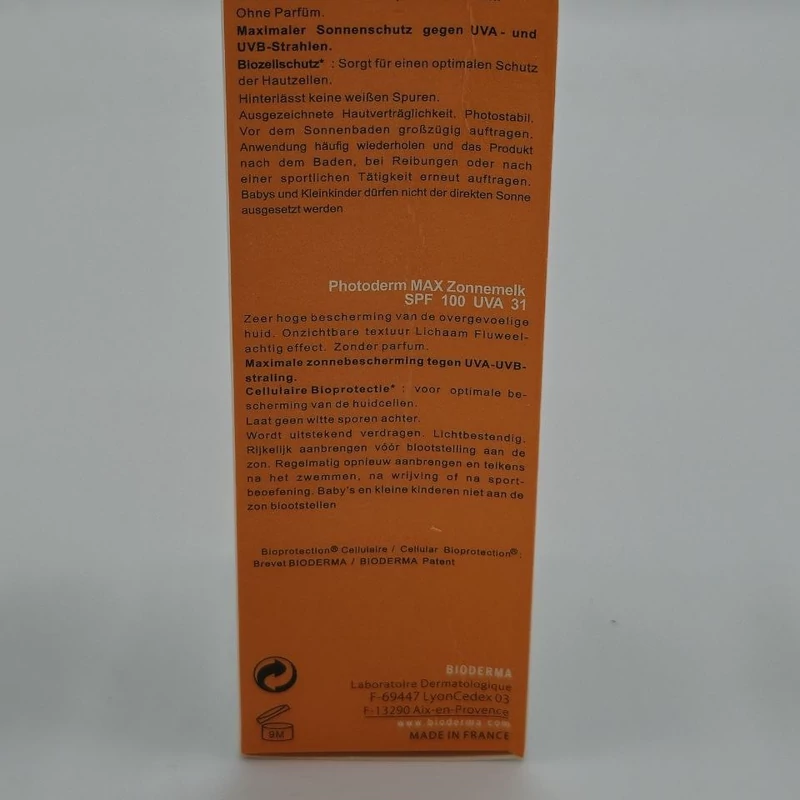 Ohne Parfüm.
Maximaler Sonnenschutz gegen UVA - und
UVB-Strahlen.
Biozellschutz* : Sorgt für einen optimalen Schutz
der Hautzellen.
Hinterlässt keine weißen Spuren.
Ausgezeichnete Hautverträglichkeit. Photostabil.
Vor dem Sonnenbaden großzügig auftragen.
Anwendung häufig wiederholen und das Produkt
nach dem Baden, bei Reibungen oder nach
einer sportlichen Tätigkeit erneut auftragen.
Babys und Kleinkinder dürfen nicht der direkten Sonne
ausgesetzt werden
Photoderm MAX Zonnemelk
SPF 100 UVA 31
Zeer hoge bescherming van de overgevoelige
huid. Onzichtbare textuur Lichaam Fluweel-
achtig effect. Zonder parfum.
Maximale zonnebescherming tegen UVA-UVB-
straling.
Cellulaire Bioprotectie* : voor optimale be-
scherming van de huidcellen.
Laat geen witte sporen achter.
Wordt uitstekend verdragen. Lichtbestendig.
Rijkelijk aanbrengen vóór blootstelling aan de
zon. Regelmatig opnieuw aanbrengen en telkens
na het zwemmen, na wrijving of na sport-
beoefening. Baby's en kleine kinderen niet aan de
zon blootstellen
Bioprotection® Cellulaire / Cellular Bioprotection® :
Brevet BIODERMA / BIODERMA Patent
BIODERMA
Laboratoire Dermatologique
F-69447 LyonCedex 03
F-13290 Aix-en-Provence
www.bioderma.com
MADE IN FRANCE
9M